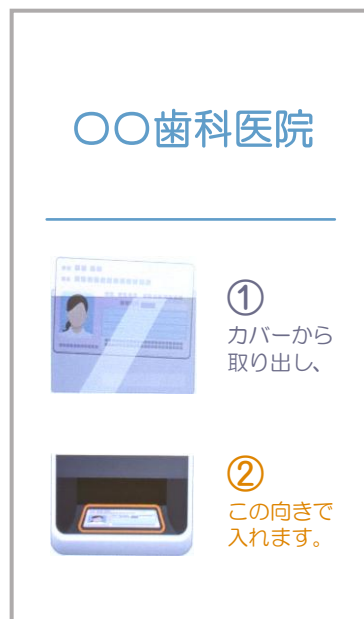 〇〇歯科医院
①
カバーから
取り出し、
②
この向きで
入れます。